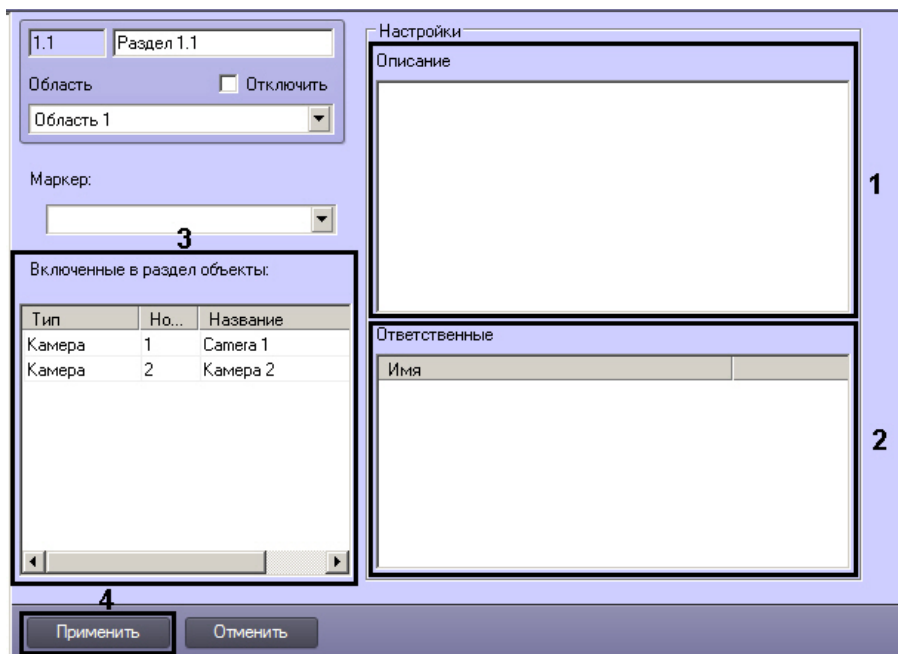 1.1 Раздел 1.1
Область Отключить
Область 1
Маркер:
3
Включенные в раздел объекты:
Тип Но... Название
Камера 1 Camera 1
Камера 2 Камера 2
Настройки
Описание
1
Ответственные
Имя
2
4
Применить Отменить